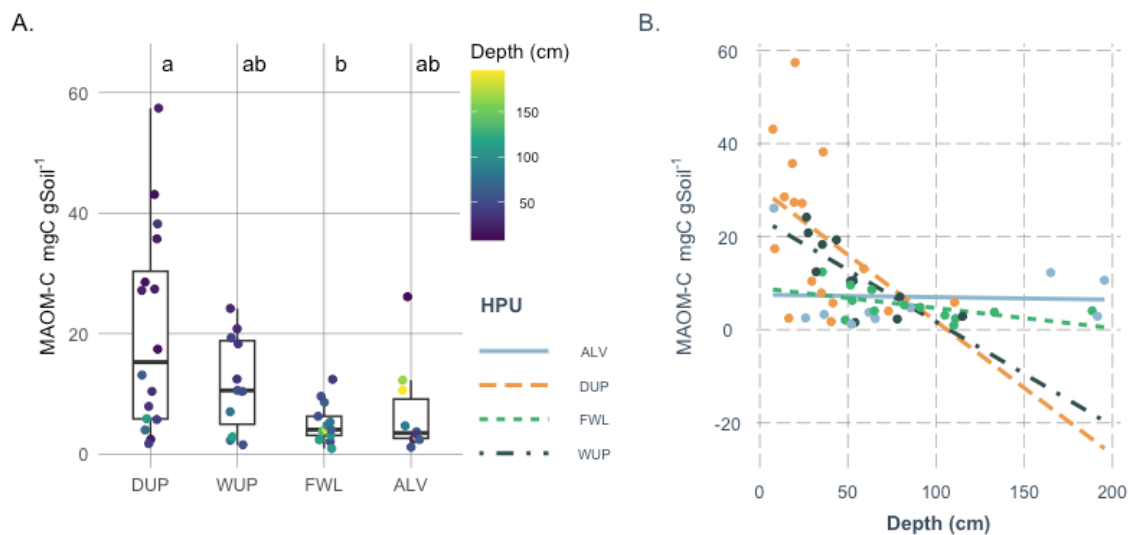 A.
MAOM-C mgC gSoil⁻¹
60
40
20
0
a
ab
b
ab
DUP
WUP
FWL
ALV
Depth (cm)
150
100
50
HPU
ALV
DUP
FWL
WUP
B.
MAOM-C mgC gSoil⁻¹
60
40
20
0
-20
0
50
100
150
200
Depth (cm)